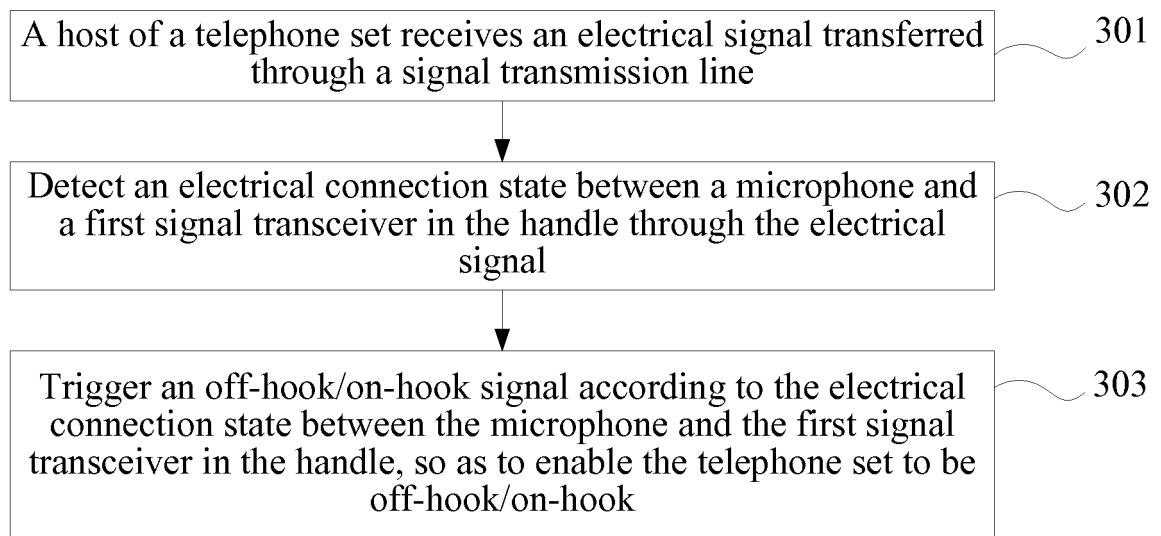 A host of a telephone set receives an electrical signal transferred
through a signal transmission line
301
Detect an electrical connection state between a microphone and
a first signal transceiver in the handle through the electrical
signal
302
Trigger an off-hook/on-hook signal according to the electrical
connection state between the microphone and the first signal
transceiver in the handle, so as to enable the telephone set to be
off-hook/on-hook
303